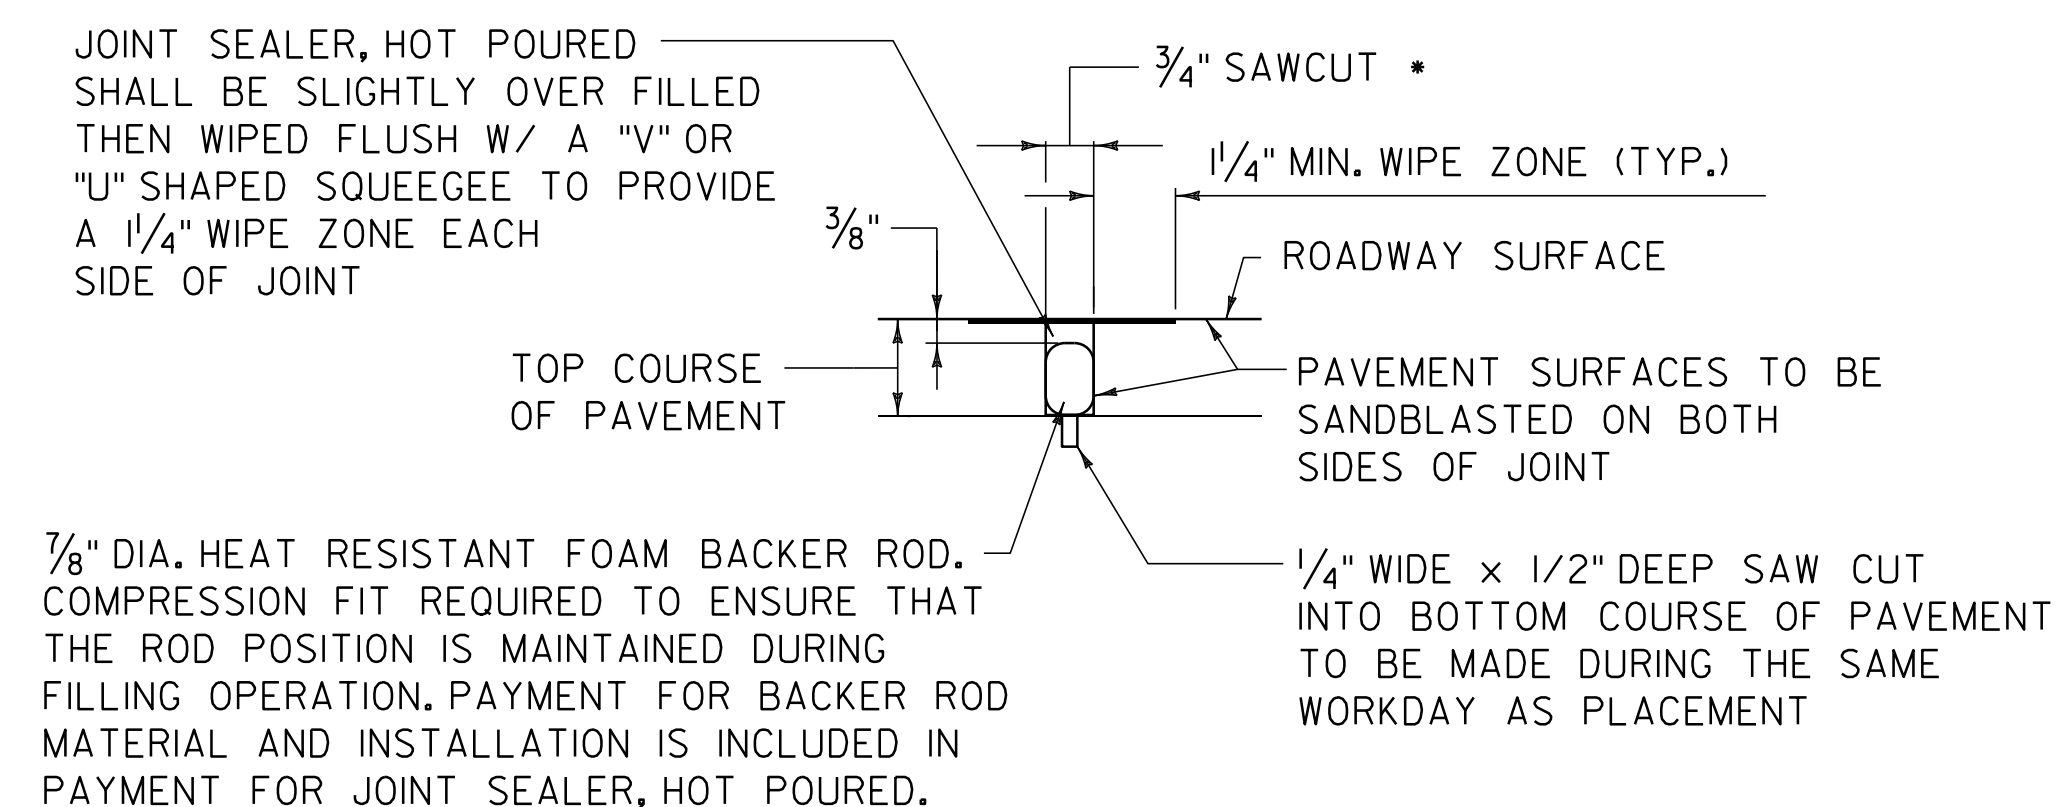 JOINT SEALER, HOT POURED
SHALL BE SLIGHTLY OVER FILLED
THEN WIPED FLUSH W/ A "V" OR
"U" SHAPED SQUEEGEE TO PROVIDE
A 1 1/4" WIPE ZONE EACH
SIDE OF JOINT
3/4" SAWCUT *
1 1/4" MIN. WIPE ZONE (TYP.)
3/8"
ROADWAY SURFACE
TOP COURSE
OF PAVEMENT
PAVEMENT SURFACES TO BE
SANDBLASTED ON BOTH
SIDES OF JOINT
7/8" DIA. HEAT RESISTANT FOAM BACKER ROD.
COMPRESSION FIT REQUIRED TO ENSURE THAT
THE ROD POSITION IS MAINTAINED DURING
FILLING OPERATION. PAYMENT FOR BACKER ROD
MATERIAL AND INSTALLATION IS INCLUDED IN
PAYMENT FOR JOINT SEALER, HOT POURED.
1/4" WIDE x 1/2" DEEP SAW CUT
INTO BOTTOM COURSE OF PAVEMENT
TO BE MADE DURING THE SAME
WORKDAY AS PLACEMENT